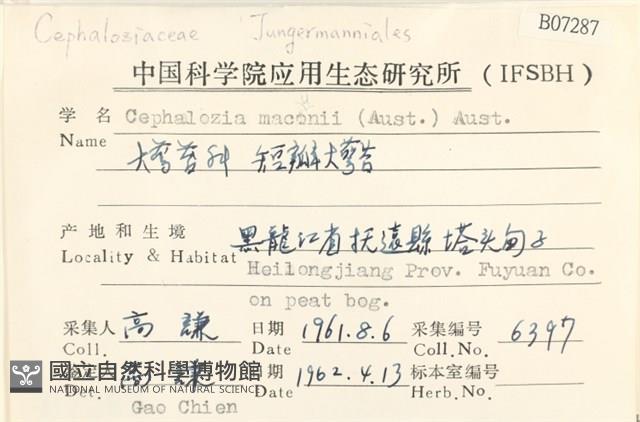 Cephaloziaceae Jungermanniales
B07287
中国科学院应用生态研究所 (IFSBH)
学名 Cephalozia maconii (Aust.) Aust.
Name 大萼苔科 短瓣大萼苔
产地和生境 黑龍江省抚遠縣塔头甸子
Locality & Habitat Heilongjiang Prov. Fuyuan Co.
on peat bog.
采集人 高謙 日期 1961.8.6 采集编号 6397
Coll. Date Coll.No.
國立自然科學博物館 日期 1962.4.13 标本室编号
NATIONAL MUSEUM OF NATURAL SCIENCE
Det. Date Herb.No.
Gao Chien